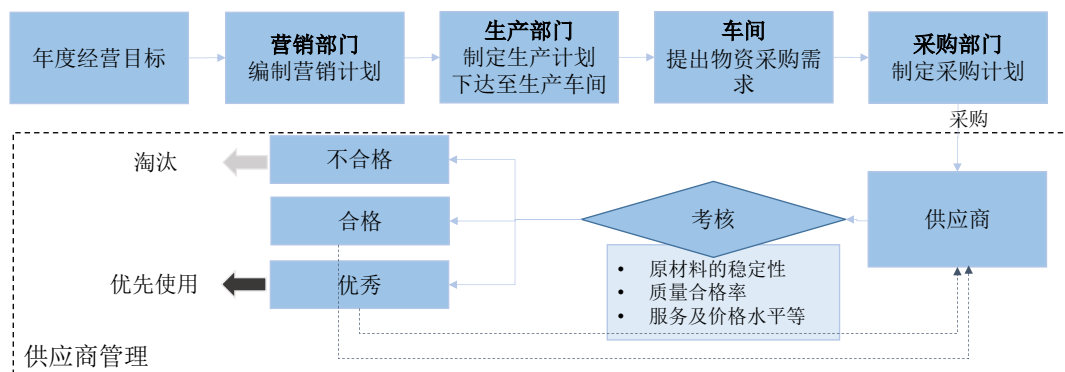 年度经营目标
营销部门
编制营销计划
生产部门
制定生产计划
下达至生产车间
车间
提出物资采购需
求
采购部门
制定采购计划
采购
淘汰
不合格
合格
考核
供应商
优先使用
优秀
• 原材料的稳定性
• 质量合格率
• 服务及价格水平等
供应商管理